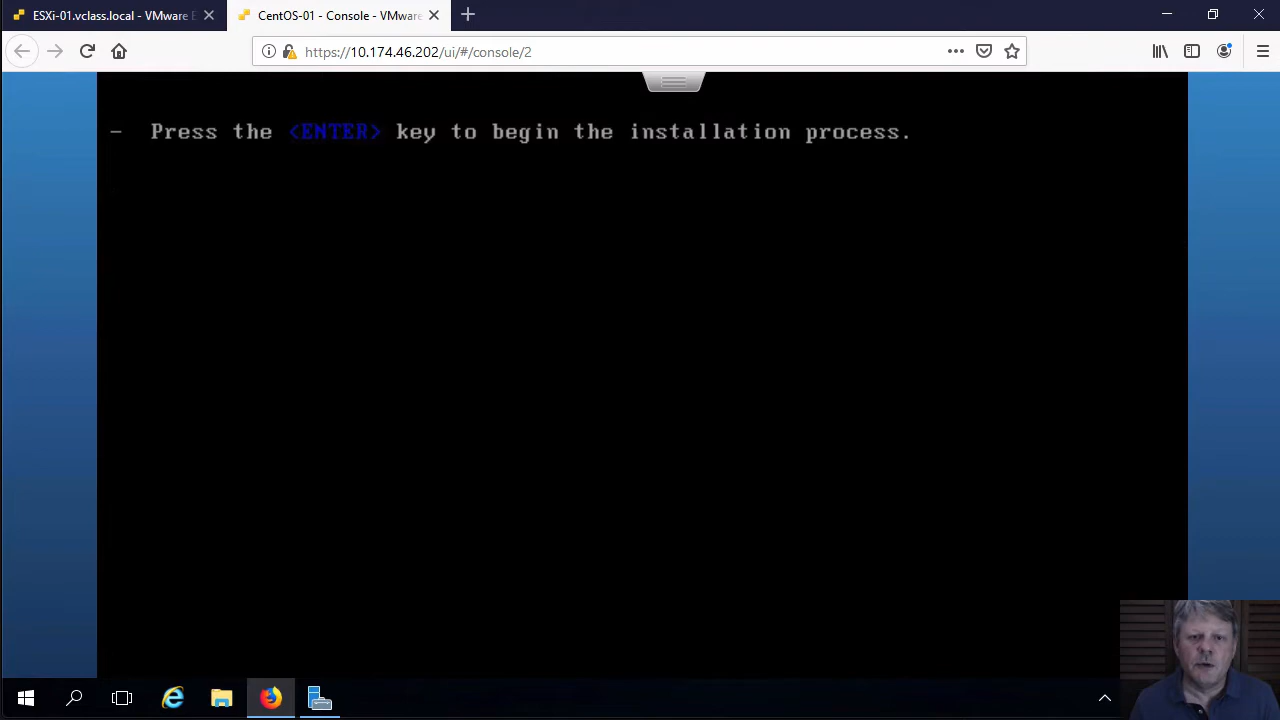 ESXi-01.vclass.local - VMware E
CentOS-01 - Console - VMware
https://10.174.46.202/ui/#/console/2
- Press the <ENTER> key to begin the installation process.